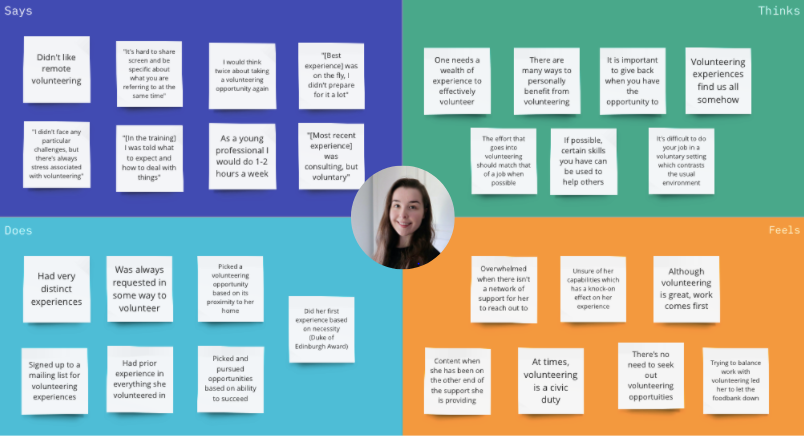 Says
Didn't like
remote
volunteering
"It's hard to share
screen and be
specific about
what you are
referring to at the
same time"
I would think
twice about taking
a volunteering
opportunity again
"[Best
experience] was
on the fly, I
didn't prepare
for it a lot"
"I didn't face any
particular
challenges, but
there's always
stress associated
with volunteering"
"[In the training]
I was told what
to expect and
how to deal with
things"
As a young
professional I
would do 1-2
hours a week
"[Most recent
experience]
was
consulting, but
voluntary"
Thinks
One needs a
wealth of
experience to
effectively
volunteer
There are
many ways to
personally
benefit from
volunteering
It is important
to give back
when you have
the
opportunity to
Volunteering
experiences
find us all
somehow
The effort that
goes into
volunteering
should match that
of a job when
possible
If possible,
certain skills
you have can
be used to
help others
It's difficult to do
your job in a
voluntary setting
which contrasts
the usual
environment
Does
Had very
distinct
experiences
Was always
requested in
some way to
volunteer
Picked a
volunteering
opportunity
based on its
proximity to her
home
Did her first
experience based
on necessity
(Duke of
Edinburgh Award)
Signed up to a
mailing list for
volunteering
experiences
Had prior
experience in
everything she
volunteered in
Picked and
pursued
opportunities
based on ability
to succeed
Feels
Overwhelmed
when there isn't
a network of
support for her
to reach out to
Unsure of her
capabilities which
has a knock-on
effect on her
experience
Although
volunteering
is great, work
comes first
Content when
she has been on
the other end of
the support she
is providing
At times,
volunteering
is a civic
duty
There's no
need to seek
out
volunteering
opportuities
Trying to balance
work with
volunteering led
her to let the
foodbank down